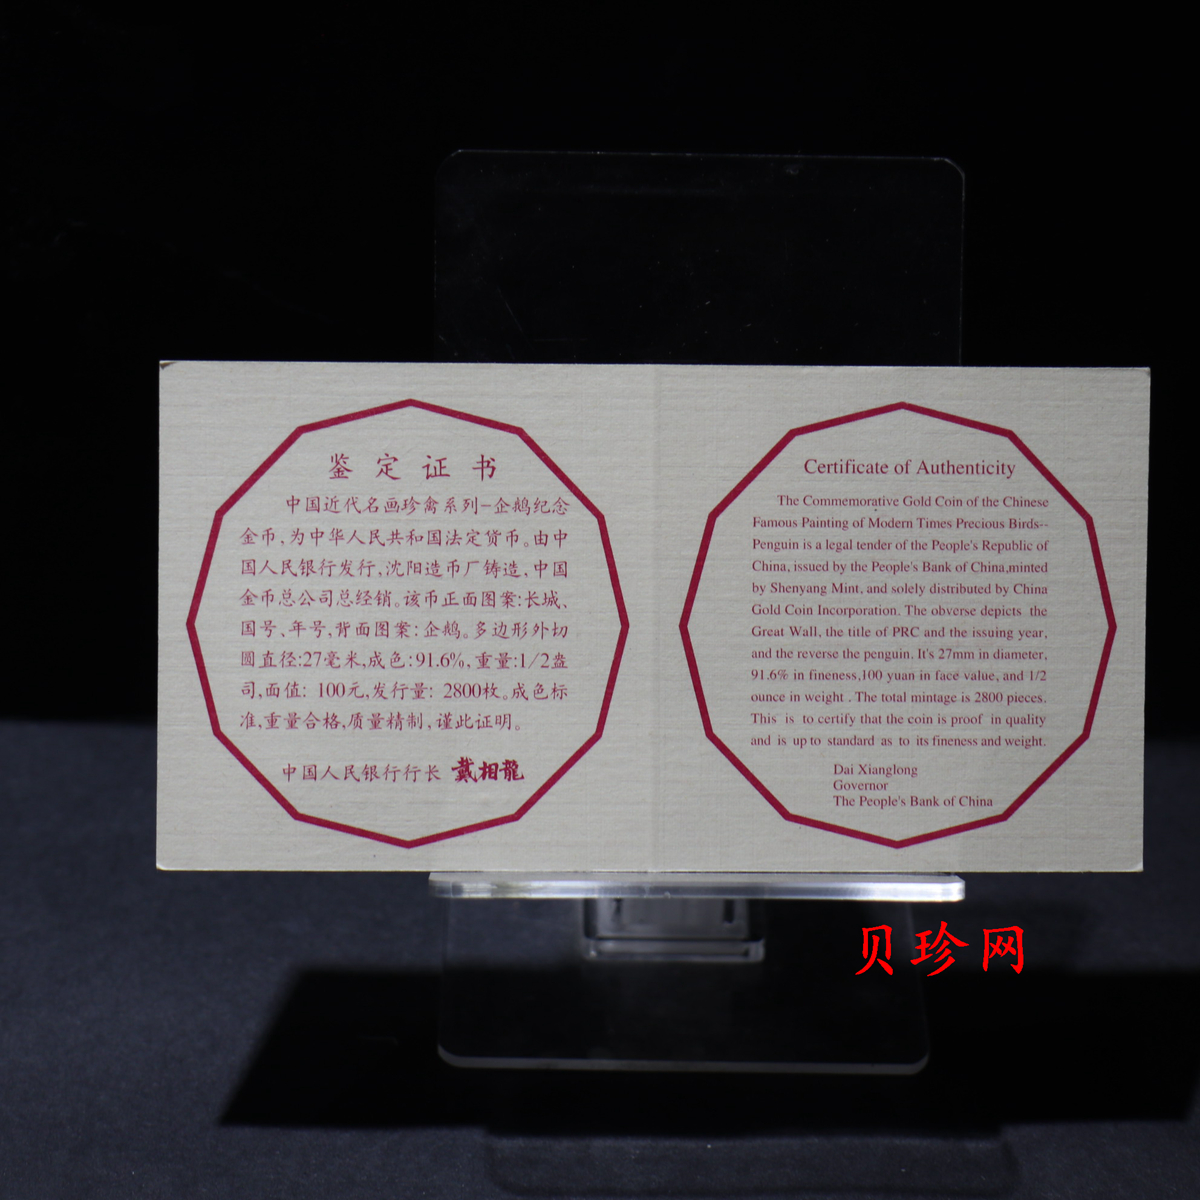 鉴定证书
中国近代名画珍禽系列-企鹅纪念
金币,为中华人民共和国法定货币。由中
国人民银行发行,沈阳造币厂铸造,中国
金币总公司总经销。该币正面图案:长城、
国号、年号,背面图案:企鹅。多边形外切
圆直径:27毫米,成色:91.6%,重量:1/2盎
司,面值: 100元,发行量: 2800枚。成色标
准,重量合格,质量精制,谨此证明。
中国人民银行行长 戴相龍
Certificate of Authenticity
The Commemorative Gold Coin of the Chinese
Famous Painting of Modern Times Precious Birds--
Penguin is a legal tender of the People's Republic of
China, issued by the People's Bank of China,minted
by Shenyang Mint, and solely distributed by China
Gold Coin Incorporation. The obverse depicts the
Great Wall, the title of PRC and the issuing year,
and the reverse the penguin. It's 27mm in diameter,
91.6% in fineness,100 yuan in face value, and 1/2
ounce in weight . The total mintage is 2800 pieces.
This is to certify that the coin is proof in quality
and is up to standard as to its fineness and weight.
Dai Xianglong
Governor
The People's Bank of China
贝珍网